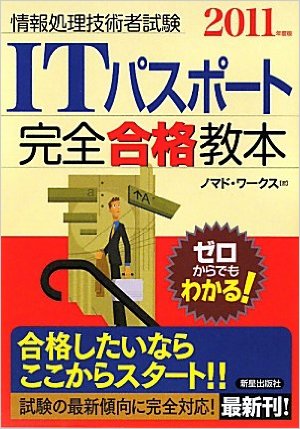 情報処理技術者試験
2011年度版
ITパスポート
完全合格教本
ノマド・ワークス[著]
ゼロ
からでも
わかる!
A
合格したいなら
ここからスタート!!
新星出版社
試験の最新傾向に完全対応!
最新刊!